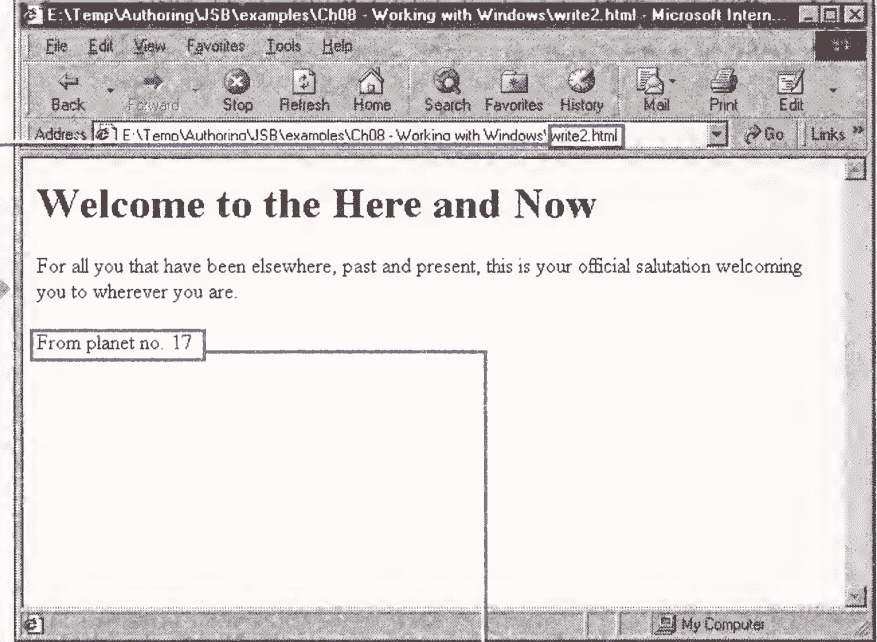 E:\Temp\Authoring\JSB\examples\Ch08 - Working with Windows\write2.html - Microsoft Intern...
File Edit View Favorites Tools Help
Back Forward Stop Refresh Home Search Favorites History Mail Print Edit
Address E:\Temp\Authoring\JSB\examples\Ch08 - Working with Windows\write2.html Go Links »
Welcome to the Here and Now
For all you that have been elsewhere, past and present, this is your official salutation welcoming
you to wherever you are.
From planet no. 17
My Computer